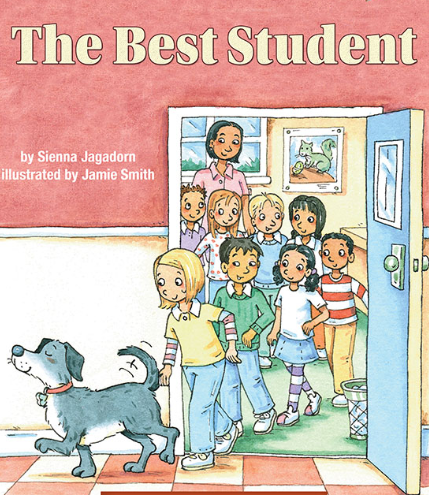 The Best Student
by Sienna Jagadorn
illustrated by Jamie Smith